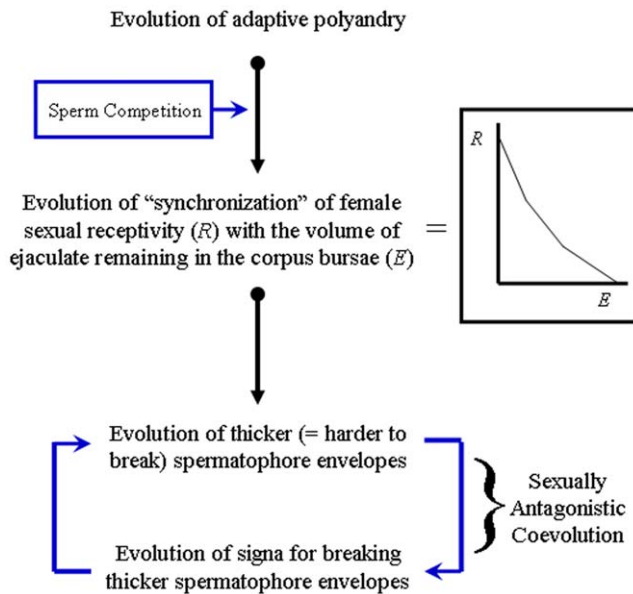 Evolution of adaptive polyandry
Sperm Competition
Evolution of “synchronization” of female
sexual receptivity (R) with the volume of
ejaculate remaining in the corpus bursae (E)
=
R
E
Evolution of thicker (= harder to
break) spermatophore envelopes
Evolution of signa for breaking
thicker spermatophore envelopes
}
Sexually
Antagonistic
Coevolution